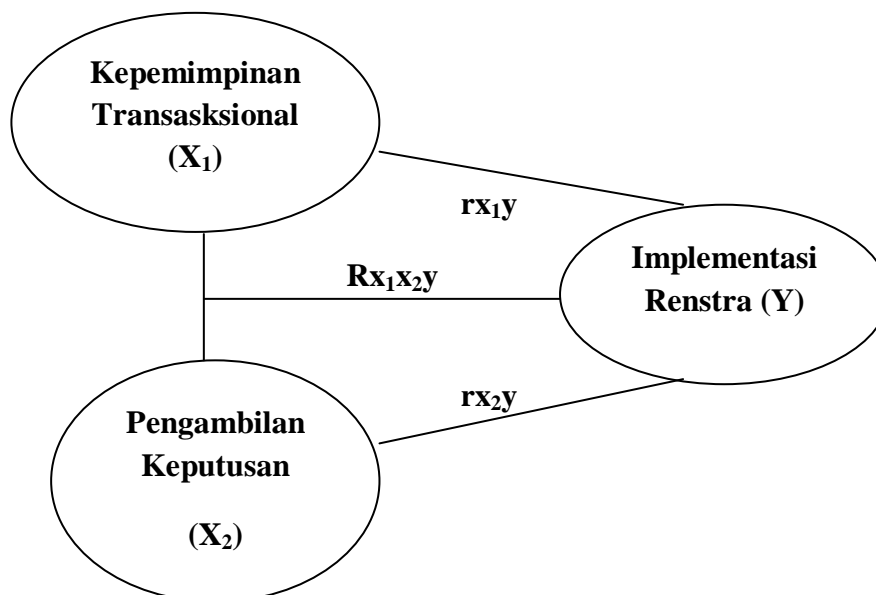 Kepemimpinan
Transasksional
(X₁)
rx₁y
Implementasi
Renstra (Y)
Rx₁x₂y
rx₂y
Pengambilan
Keputusan
(X₂)